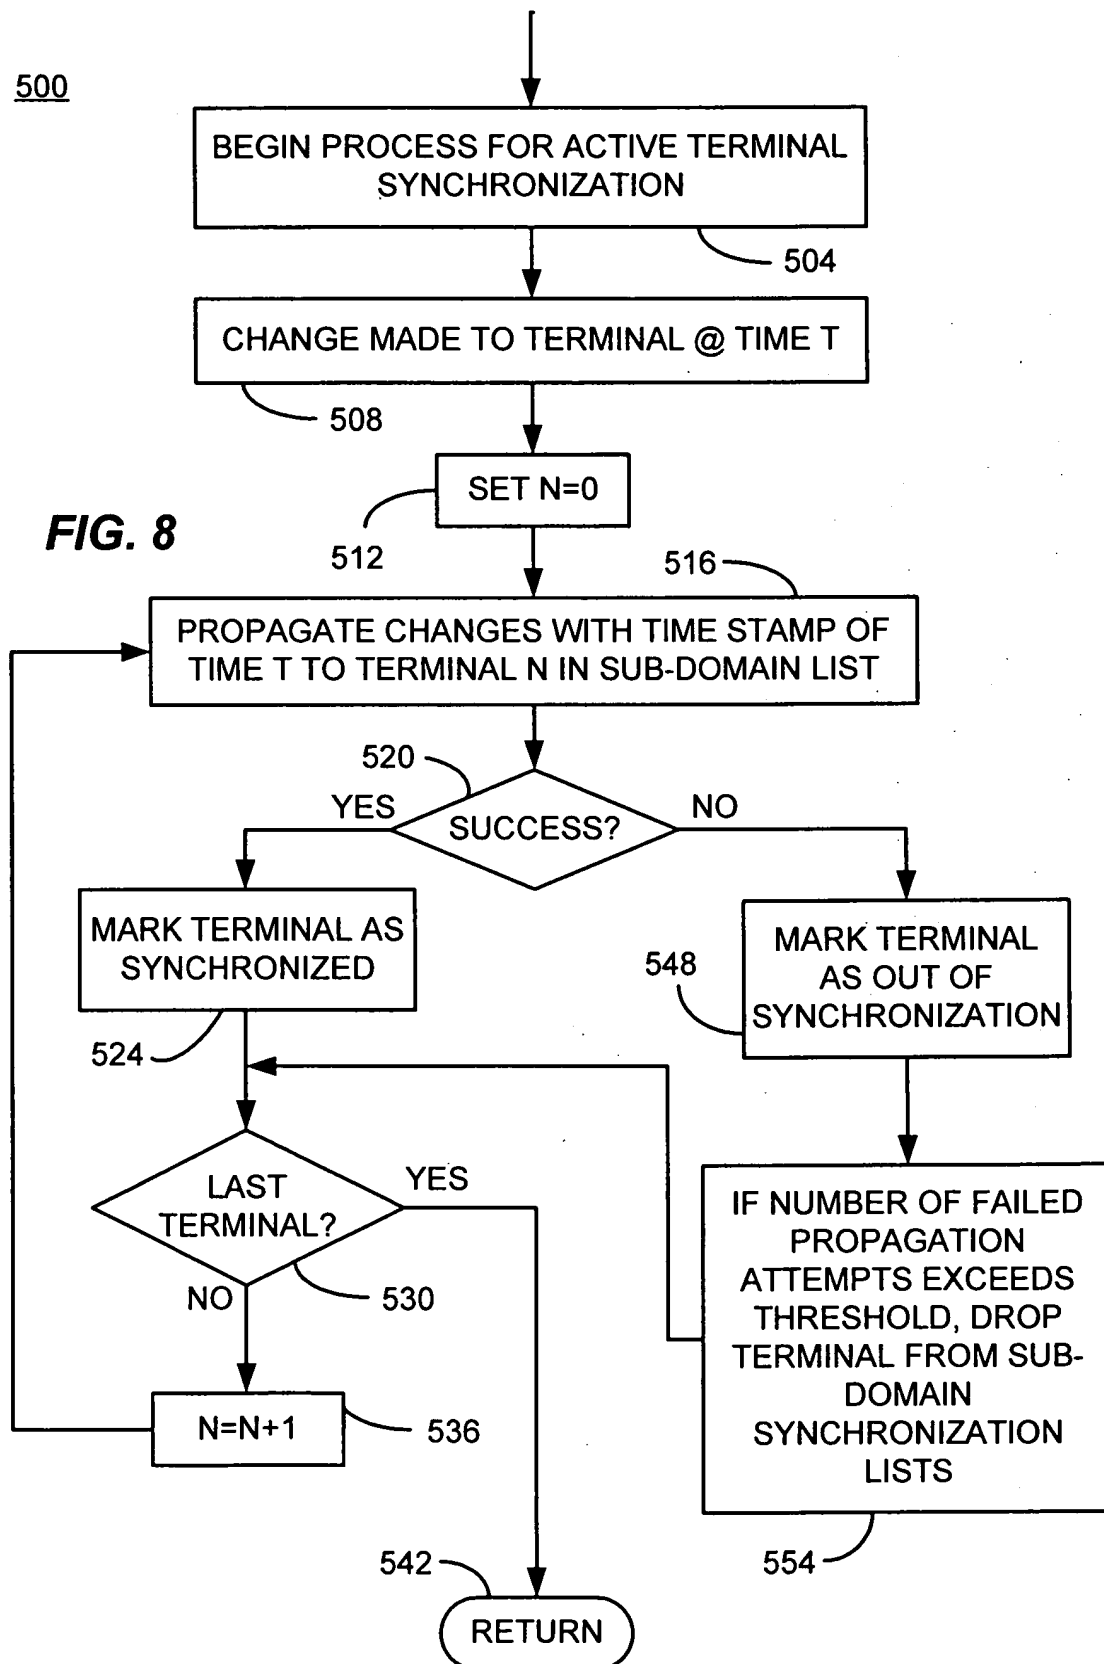 500
BEGIN PROCESS FOR ACTIVE TERMINAL
SYNCHRONIZATION
504
CHANGE MADE TO TERMINAL @ TIME T
508
SET N=0
512
FIG. 8
516
PROPAGATE CHANGES WITH TIME STAMP OF
TIME T TO TERMINAL N IN SUB-DOMAIN LIST
520
YES
SUCCESS?
NO
MARK TERMINAL AS
SYNCHRONIZED
524
MARK TERMINAL
AS OUT OF
SYNCHRONIZATION
548
LAST
TERMINAL?
YES
NO
530
N=N+1
536
IF NUMBER OF FAILED
PROPAGATION
ATTEMPTS EXCEEDS
THRESHOLD, DROP
TERMINAL FROM SUB-
DOMAIN
SYNCHRONIZATION
LISTS
554
542
RETURN